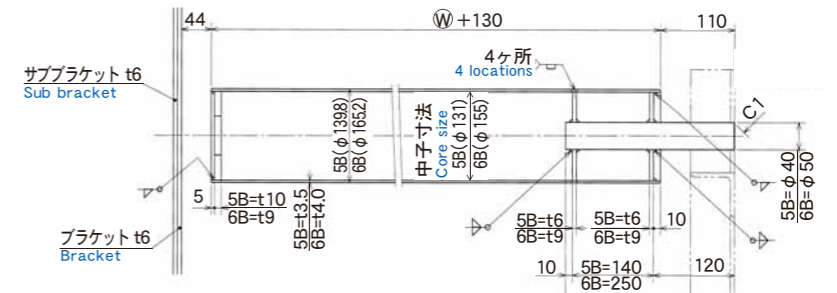 44
Ⓦ+130
110
4ヶ所
4 locations
サブブラケット t6
Sub bracket
5B(φ139.8)
6B(φ165.2)
中子寸法
Core size
5B(φ131)
6B(φ155)
C1
5B=φ40
6B=φ50
5
5B=t10
6B=t9
5B=t3.5
6B=t4.0
ブラケット t6
Bracket
5B=t6
6B=t9
5B=t6
6B=t9
10
10
5B=140
6B=250
120